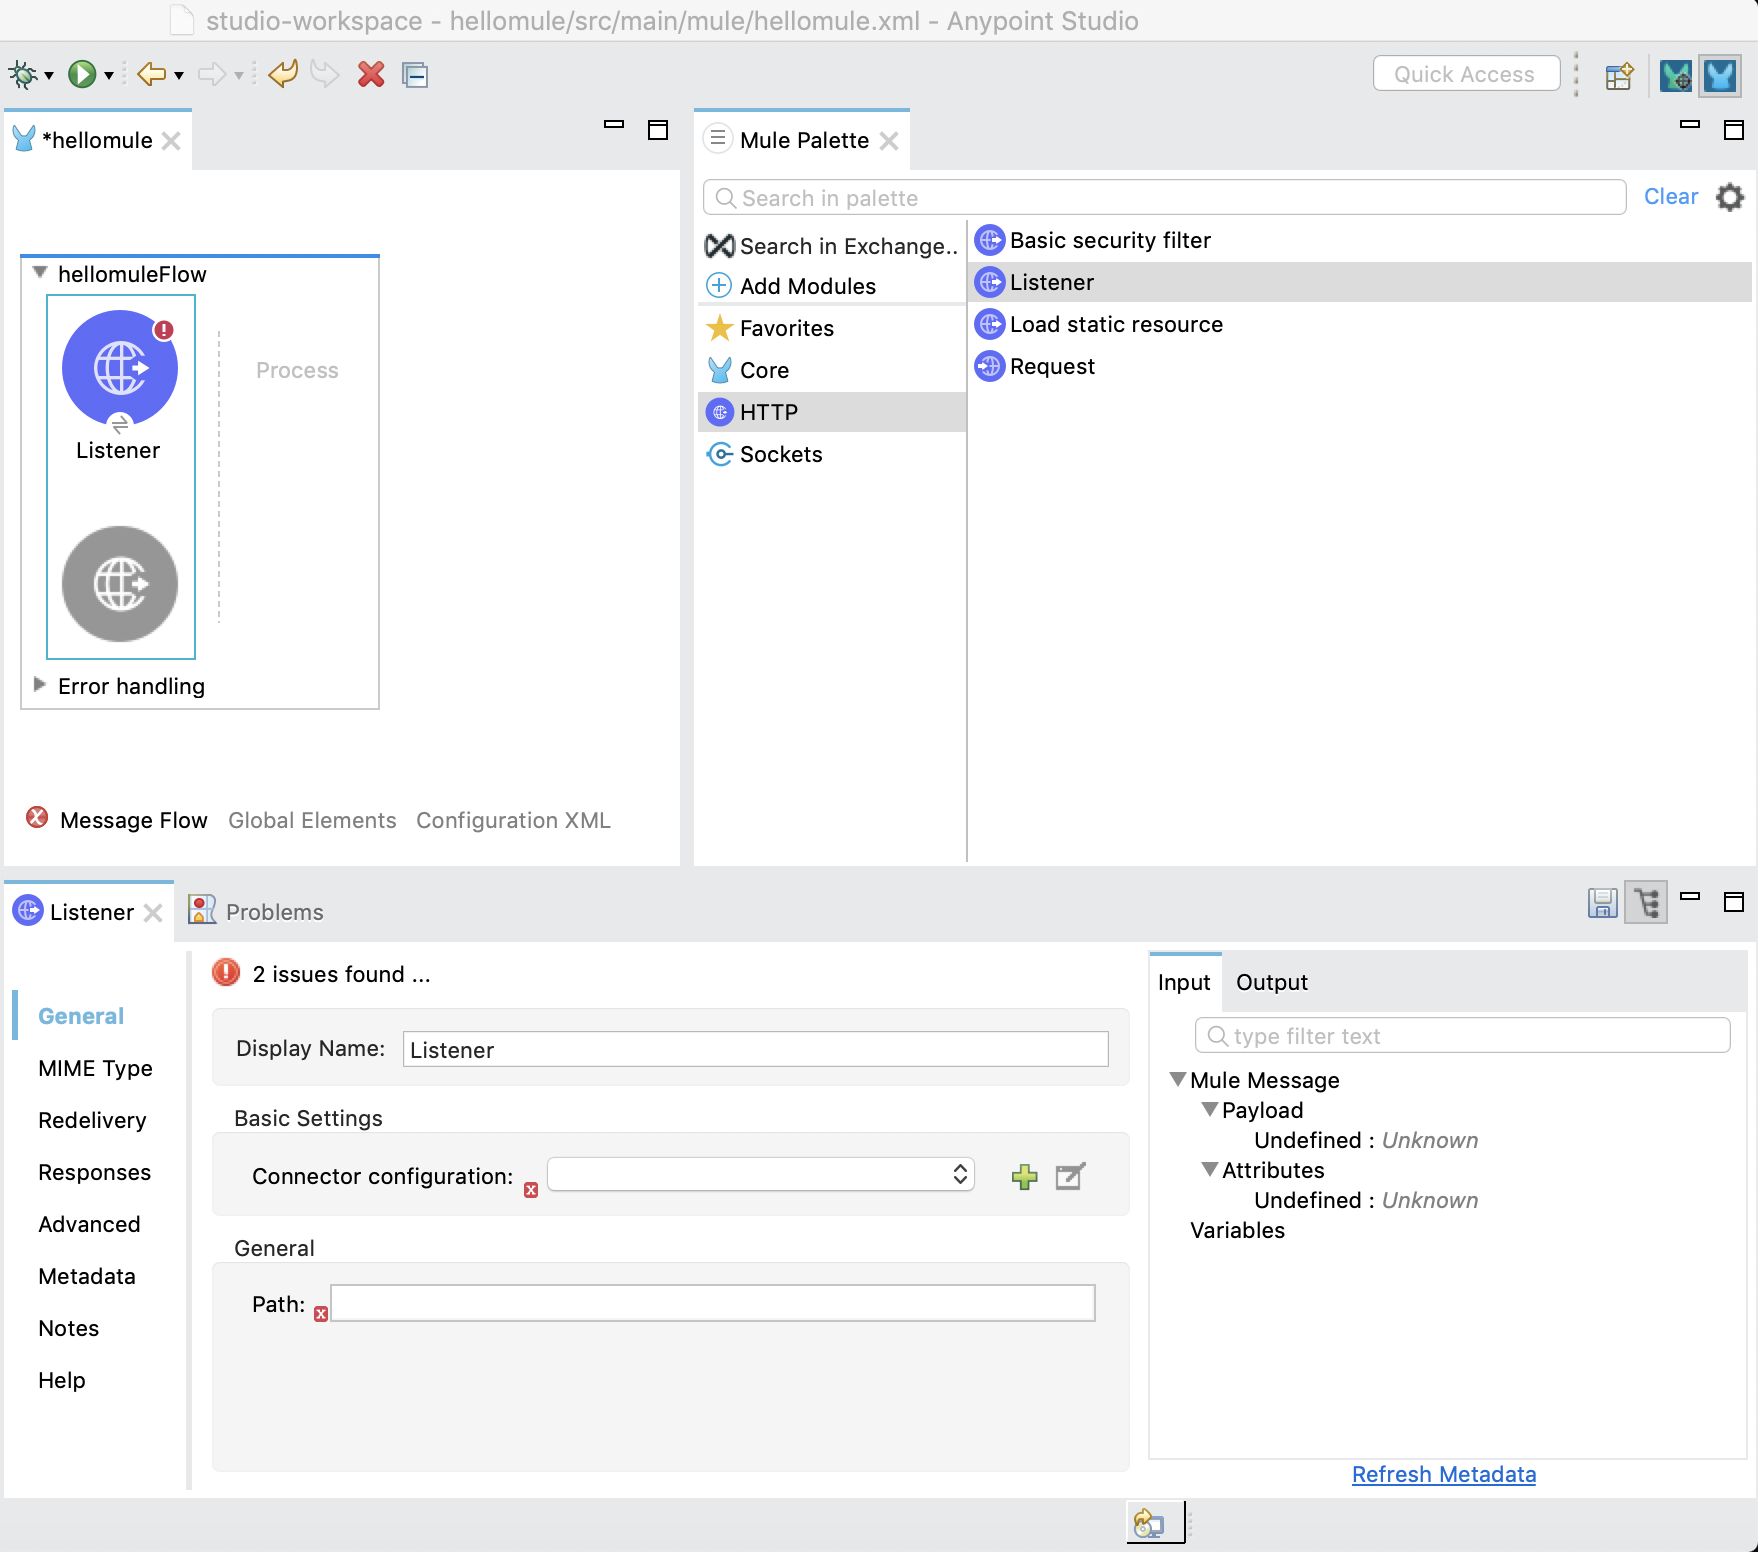 studio-workspace - hellomule/src/main/mule/hellomule.xml - Anypoint Studio
Quick Access
*hellomule
Mule Palette
Search in palette
Clear
hellomuleFlow
Listener
Process
Error handling
Message Flow Global Elements Configuration XML
Search in Exchange..
Add Modules
Favorites
Core
HTTP
Sockets
Basic security filter
Listener
Load static resource
Request
Listener
Problems
General
MIME Type
Redelivery
Responses
Advanced
Metadata
Notes
Help
2 issues found ...
Display Name: Listener
Basic Settings
Connector configuration:
General
Path:
Input Output
type filter text
Mule Message
Payload
Undefined : Unknown
Attributes
Undefined : Unknown
Variables
Refresh Metadata